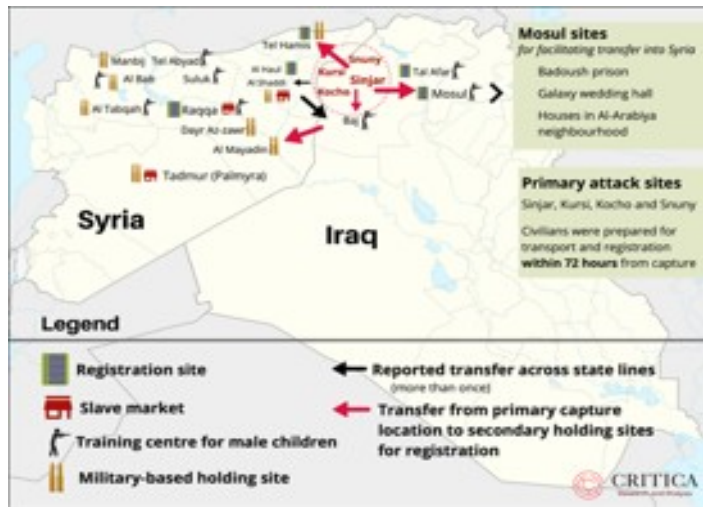 Mosul sites
for facilitating transfer into Syria
Badoush prison
Galaxy wedding hall
Houses in Al-Arabiya
neighbourhood
Primary attack sites
Sinjar, Kursi, Kocho and Snuny
Civilians were prepared for
transport and registration
within 72 hours from capture
Tel Hamis
Manbij
Tel Abyad
Al Bab
Suluk
Al Haul
Al Shaddi
Snuny
Kursi
Sinjar
Kocho
Tal Afar
Mosul
Baj
Al Tabqah
Raqqa
Dayr Az-zawr
Al Mayadin
Tadmur (Palmyra)
Syria
Iraq
Legend
Registration site
Slave market
Training centre for male children
Military-based holding site
Reported transfer across state lines
(more than once)
Transfer from primary capture
location to secondary holding sites
for registration
CRITICA